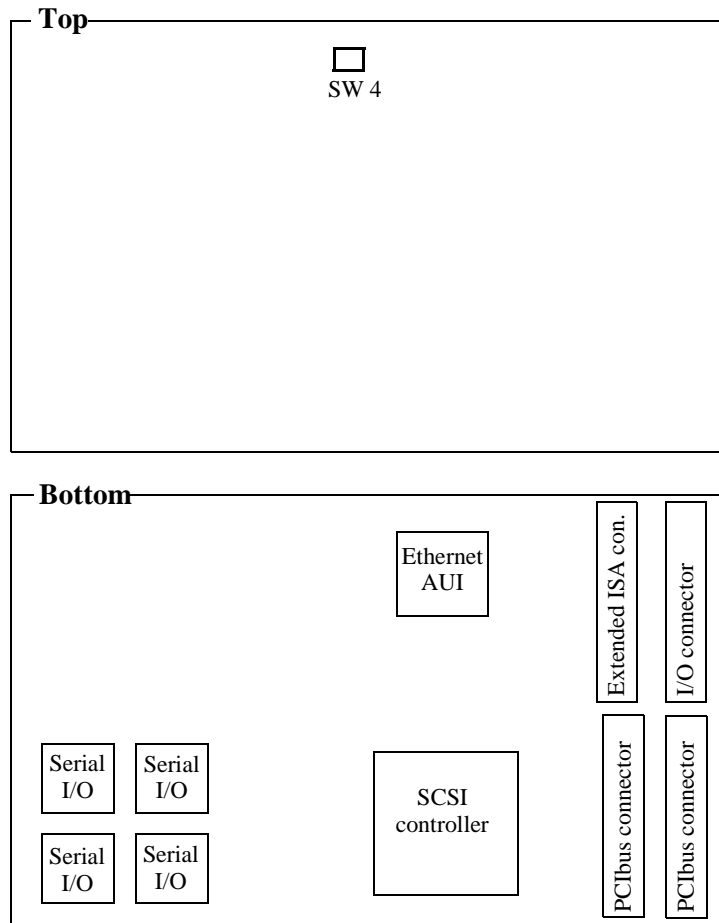 Top
SW 4
Bottom
Ethernet
AUI
Extended ISA con.
I/O connector
Serial
I/O
Serial
I/O
SCSI
controller
PCIbus connector
PCIbus connector
Serial
I/O
Serial
I/O